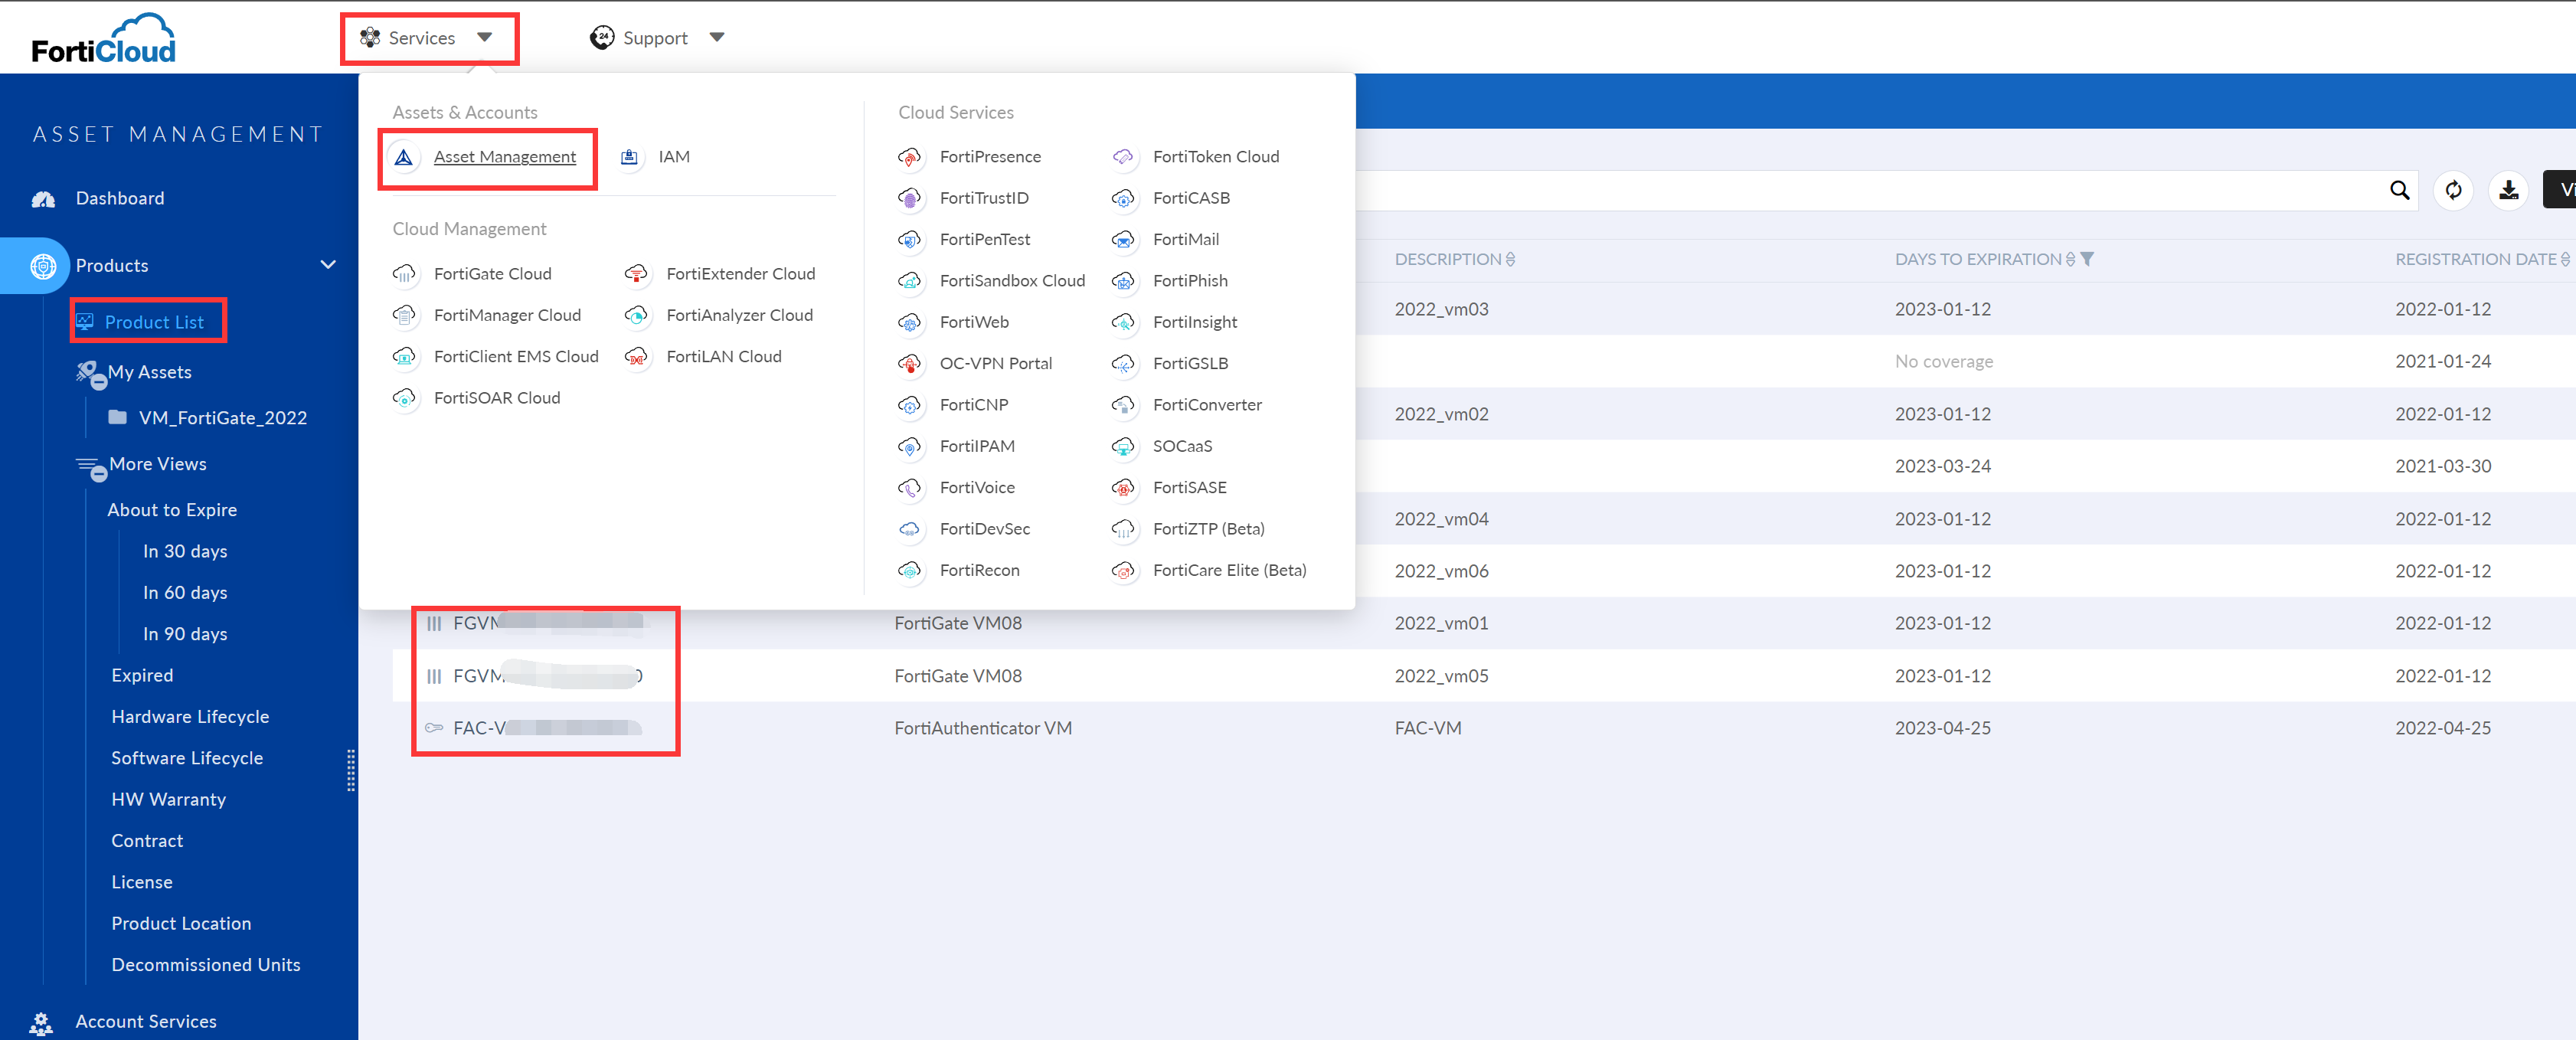 FortiCloud
Services
Support
ASSET MANAGEMENT
Dashboard
Products
Product List
My Assets
VM_FortiGate_2022
More Views
About to Expire
In 30 days
In 60 days
In 90 days
Expired
Hardware Lifecycle
Software Lifecycle
HW Warranty
Contract
License
Product Location
Decommissioned Units
Account Services
Assets & Accounts
Asset Management
IAM
Cloud Management
FortiGate Cloud
FortiExtender Cloud
FortiManager Cloud
FortiAnalyzer Cloud
FortiClient EMS Cloud
FortiLAN Cloud
FortiSOAR Cloud
Cloud Services
FortiPresence
FortiToken Cloud
FortiTrustID
FortiCASB
FortiPenTest
FortiMail
FortiSandbox Cloud
FortiPhish
FortiWeb
FortiInsight
OC-VPN Portal
FortiGSLB
FortiCNP
FortiConverter
FortiIPAM
SOCaaS
FortiVoice
FortiSASE
FortiDevSec
FortiZTP (Beta)
FortiRecon
FortiCare Elite (Beta)
DESCRIPTION DAYS TO EXPIRATION REGISTRATION DATE
2022_vm03 2023-01-12 2022-01-12
No coverage 2021-01-24
2022_vm02 2023-01-12 2022-01-12
2023-03-24 2021-03-30
2022_vm04 2023-01-12 2022-01-12
2022_vm06 2023-01-12 2022-01-12
FortiGate VM08 2022_vm01 2023-01-12 2022-01-12
FortiGate VM08 2022_vm05 2023-01-12 2022-01-12
FAC-V FortiAuthenticator VM FAC-VM 2023-04-25 2022-04-25